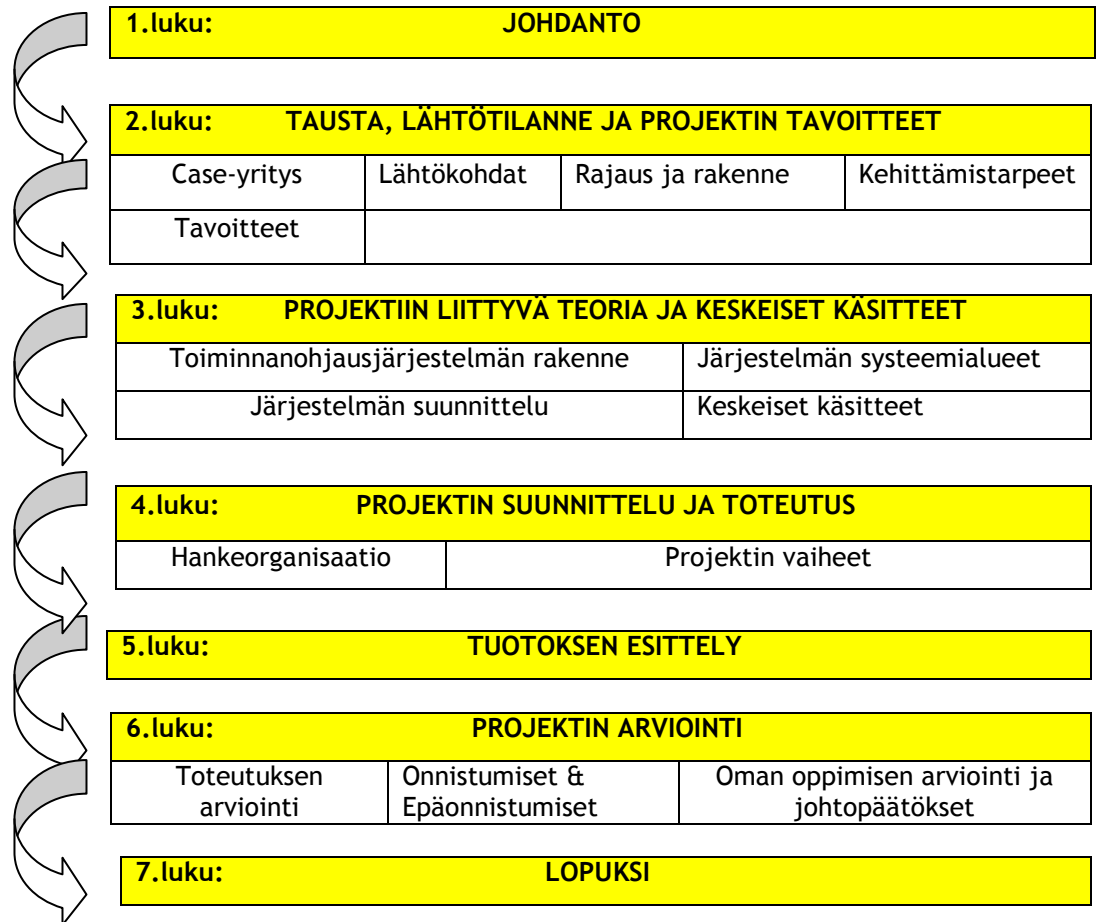 1.luku: JOHDANTO
2.luku: TAUSTA, LÄHTÖTILANNE JA PROJEKTIN TAVOITTEET
Case-yritys Lähtökohdat Rajaus ja rakenne Kehittämistarpeet
Tavoitteet
3.luku: PROJEKTIIN LIITTYVÄ TEORIA JA KESKEISET KÄSITTEET
Toiminnanohjausjärjestelmän rakenne Järjestelmän systeemialueet
Järjestelmän suunnittelu Keskeiset käsitteet
4.luku: PROJEKTIN SUUNNITTELU JA TOTEUTUS
Hankeorganisaatio Projektin vaiheet
5.luku: TUOTOKSEN ESITTELY
6.luku: PROJEKTIN ARVIOINTI
Toteutuksen Onnistumiset & Oman oppimisen arviointi ja
arviointi Epäonnistumiset johtopäätökset
7.luku: LOPUKSI